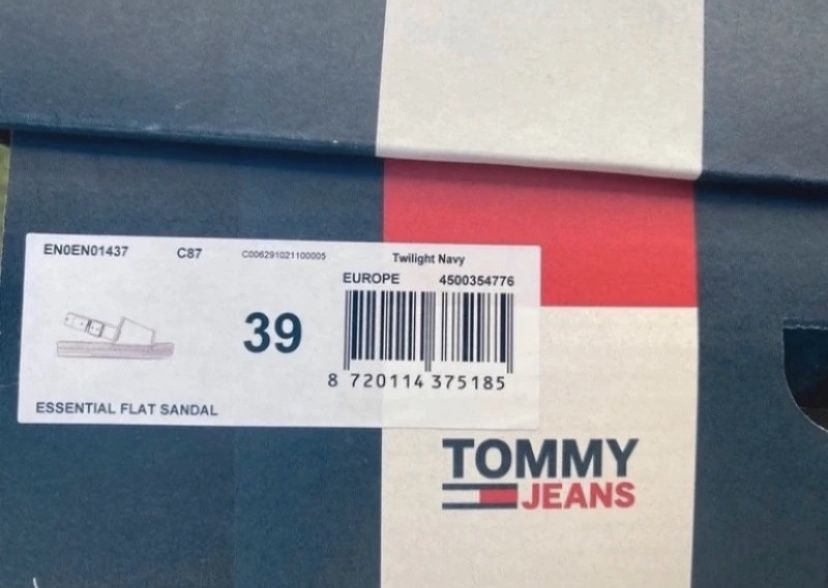 EN0EN01437 C87 C006291021100005 Twilight Navy
EUROPE 4500354776
39
8 720114 375185
ESSENTIAL FLAT SANDAL
TOMMY
JEANS